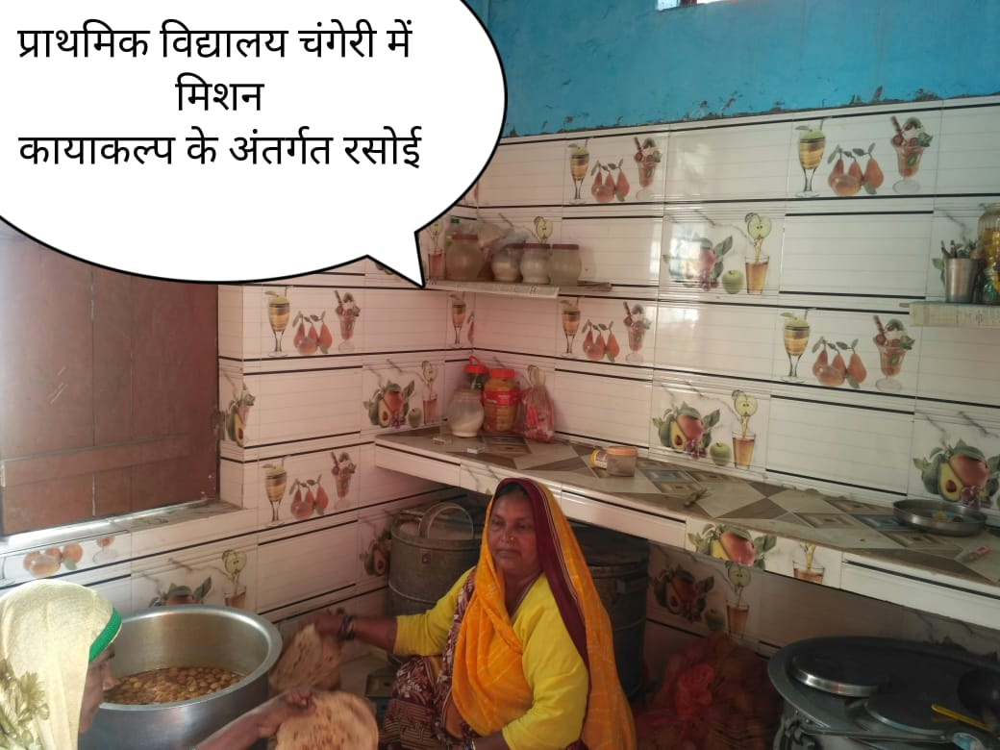 प्राथमिक विद्यालय चंगेरी में
मिशन
कायाकल्प के अंतर्गत रसोई